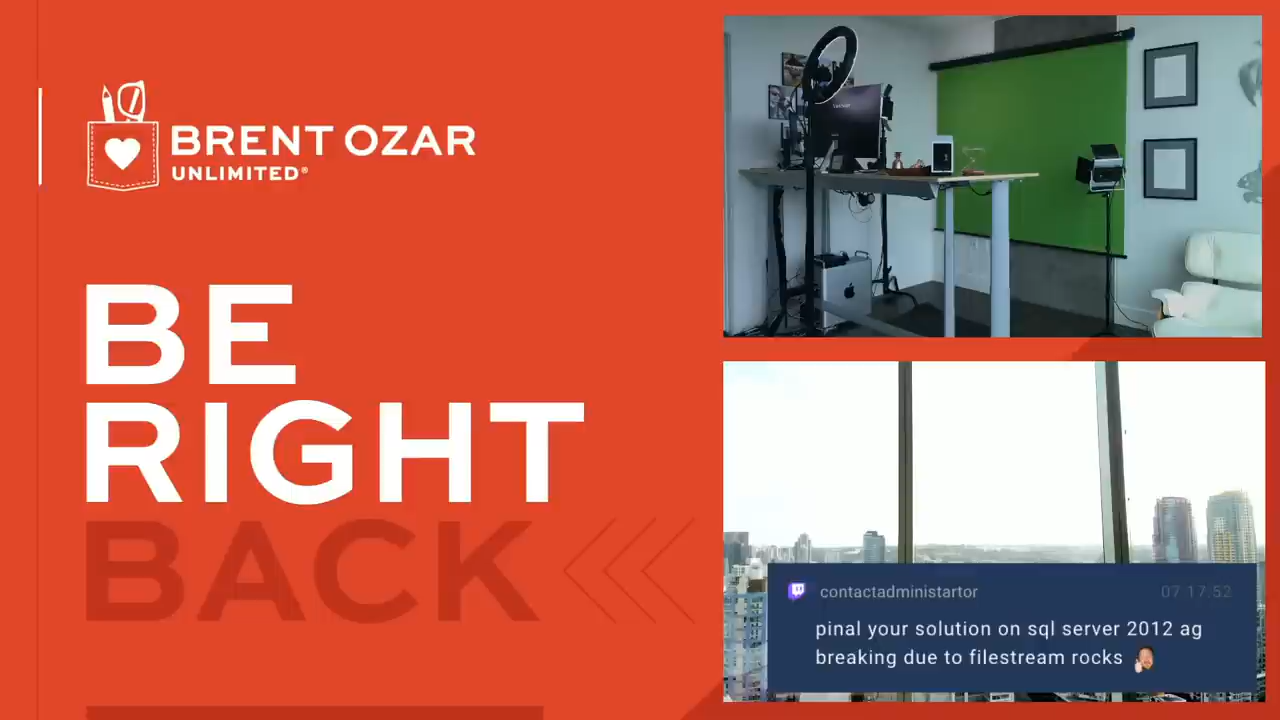 BRENT OZAR
UNLIMITED®
BE
RIGHT
BACK
contactadministartor
07 17:52
pinal your solution on sql server 2012 ag
breaking due to filestream rocks